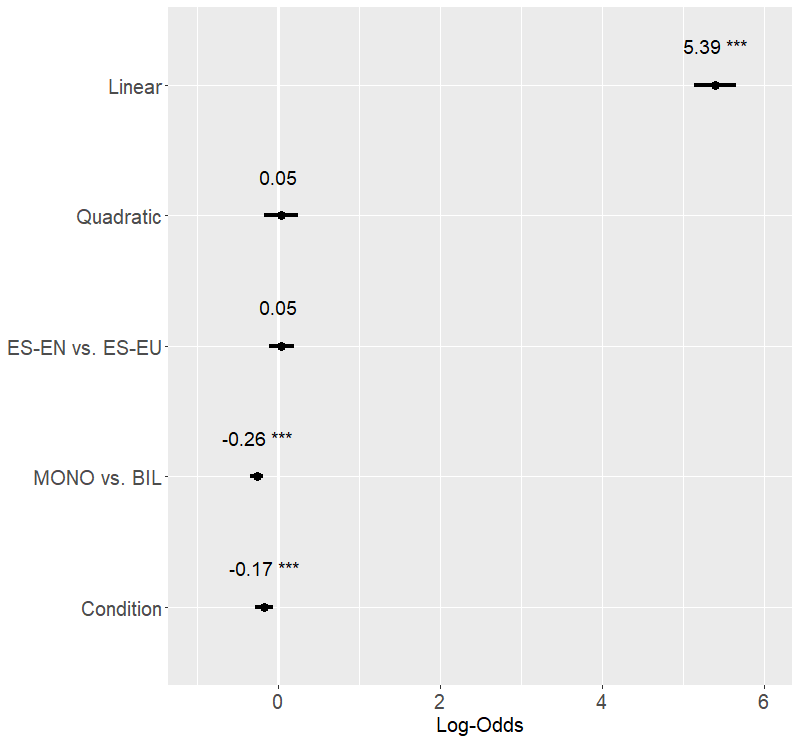 5.39 ***
Linear
0.05
Quadratic
0.05
ES-EN vs. ES-EU
-0.26 ***
MONO vs. BIL
-0.17 ***
Condition
0 2 4 6
Log-Odds